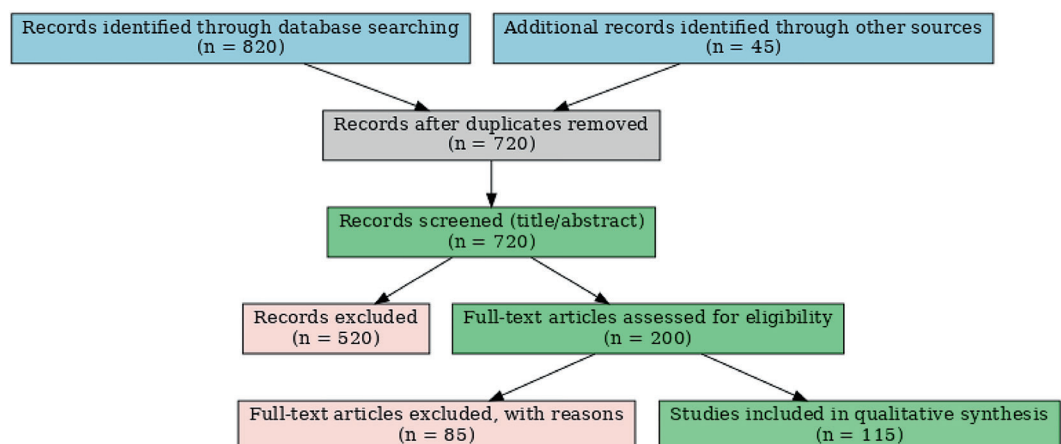 Records identified through database searching
(n = 820)
Additional records identified through other sources
(n = 45)
Records after duplicates removed
(n = 720)
Records screened (title/abstract)
(n = 720)
Records excluded
(n = 520)
Full-text articles assessed for eligibility
(n = 200)
Full-text articles excluded, with reasons
(n = 85)
Studies included in qualitative synthesis
(n = 115)